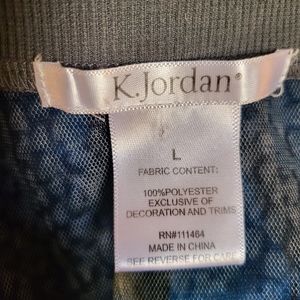 K.Jordan®
L
FABRIC CONTENT:
100%POLYESTER
EXCLUSIVE OF
DECORATION AND TRIMS
RN#111464
MADE IN CHINA
SEE REVERSE FOR CARE